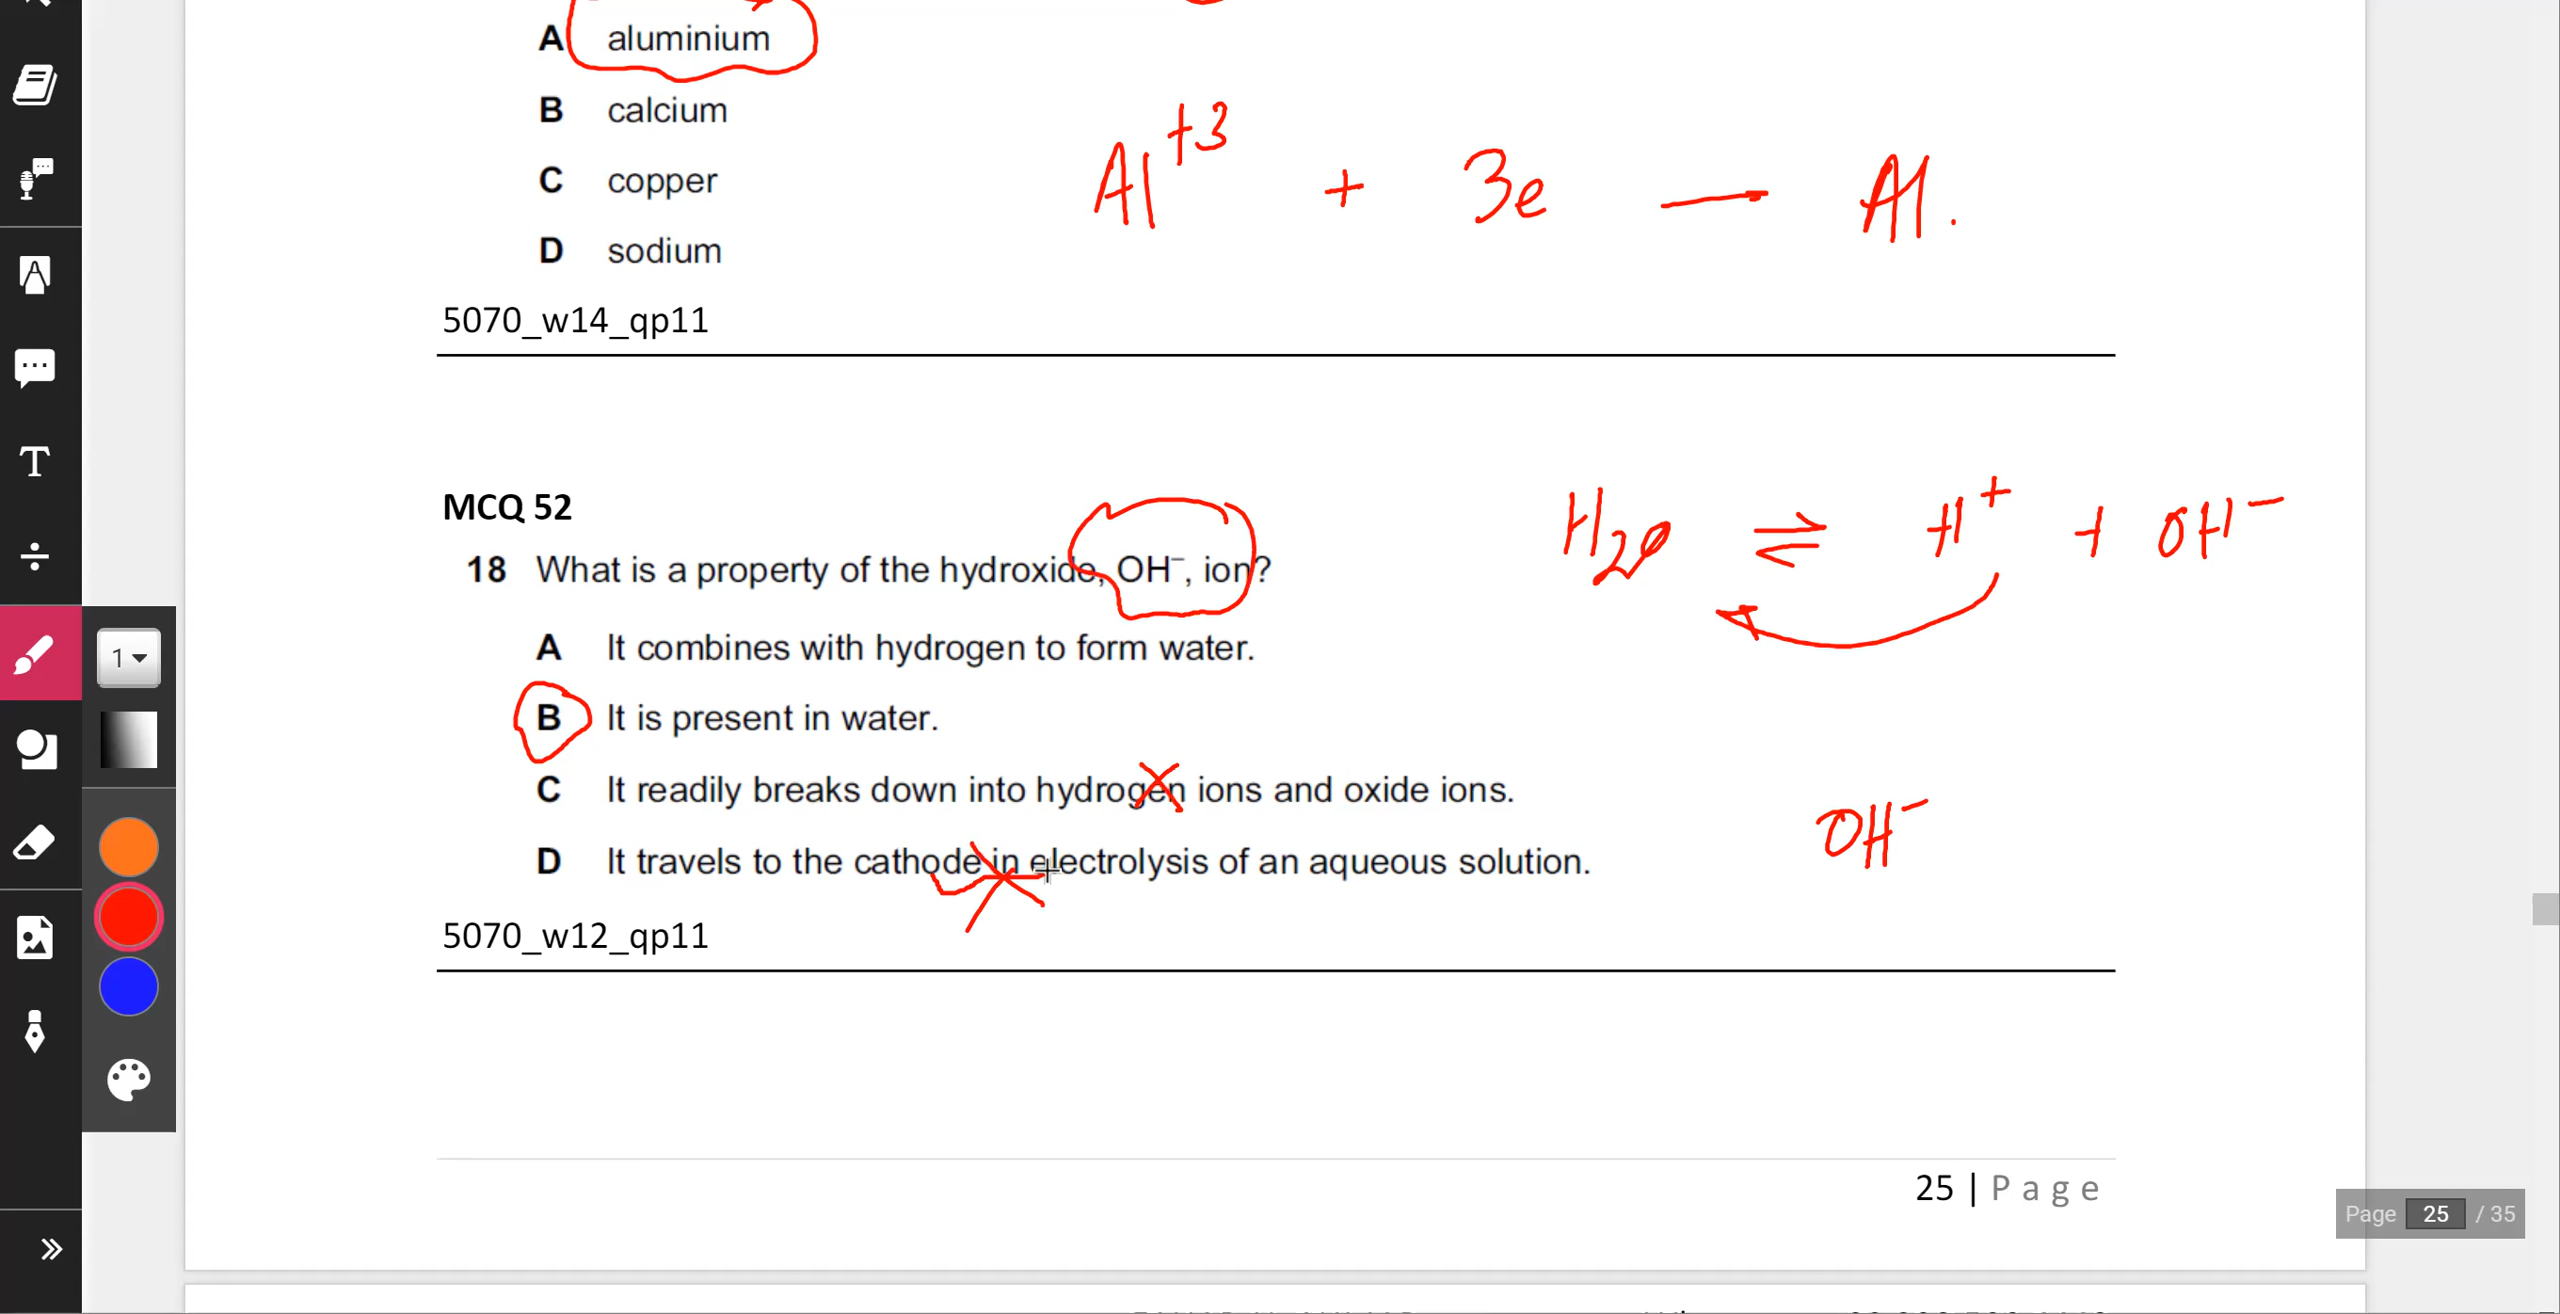 A aluminium
B calcium
C copper
D sodium
Al +3 + 3e — Al.
5070_w14_qp11
MCQ 52
H2O ⇌ H+ + OH−
18 What is a property of the hydroxide, OH−, ion?
A It combines with hydrogen to form water.
B It is present in water.
C It readily breaks down into hydrogen ions and oxide ions.
OH−
D It travels to the cathode in electrolysis of an aqueous solution.
5070_w12_qp11
1
25 | Page
Page 25 / 35